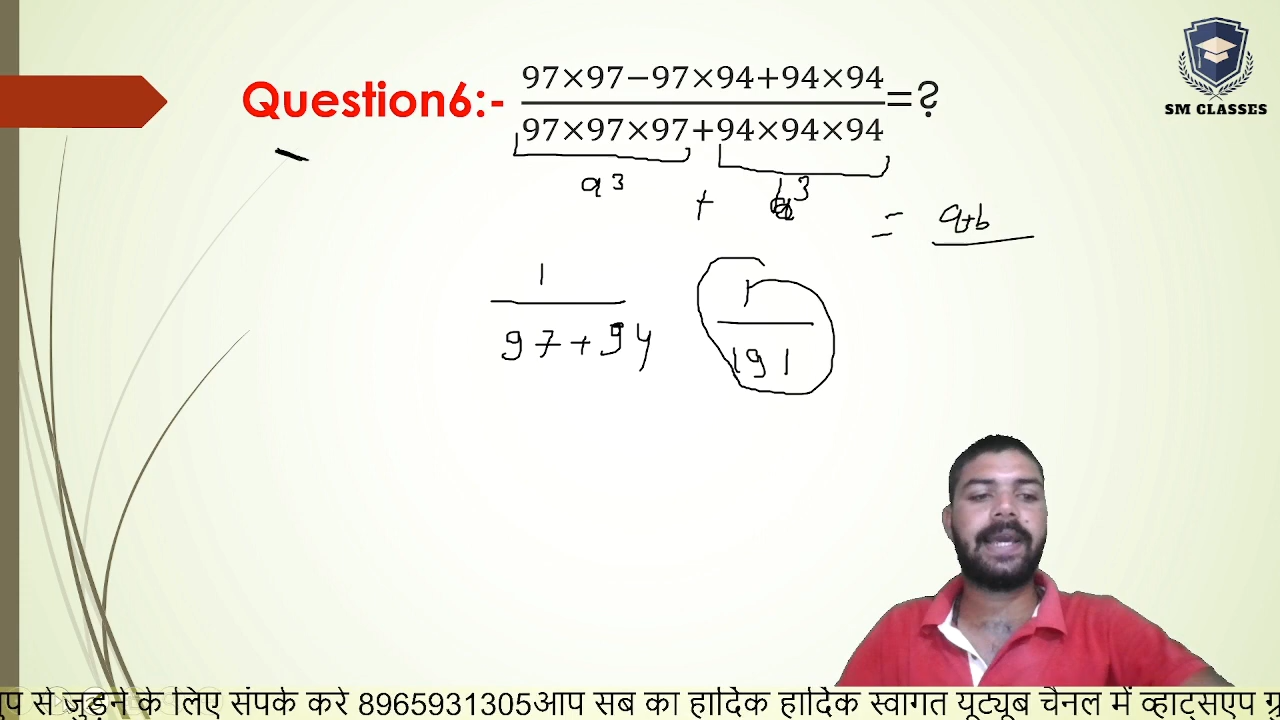 SM CLASSES
Question6:- 97×97−97×94+94×94
97×97×97+94×94×94
=?
a3 + b3
= a+b
1
97+94
1
191
से जुड़ने के लिए संपर्क करे 8965931305आप सब का हार्दिक हार्दिक स्वागत यूट्यूब चैनल में व्हाट्सएप